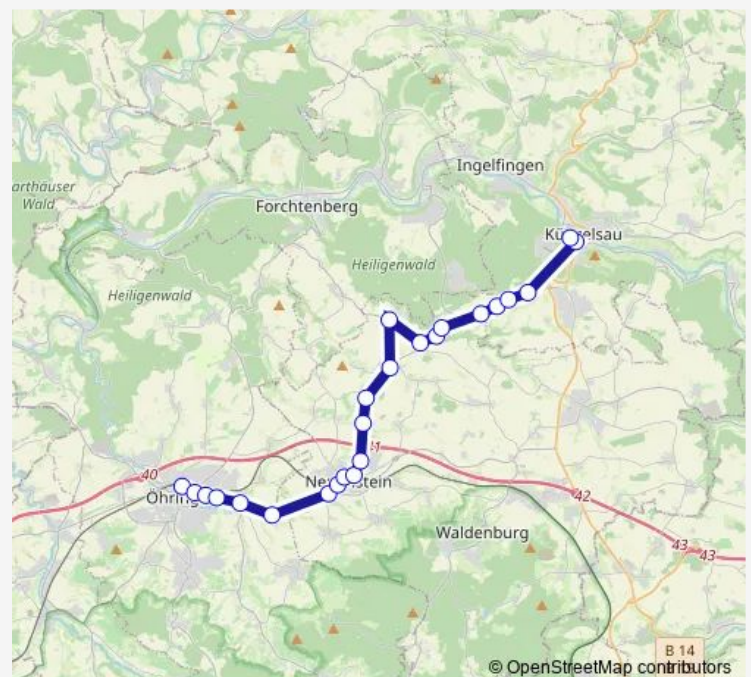 Ingelfingen
arthäuser
Wald
Forchtenberg
Heiligenwald
Heiligenwald
40
42
Waldenburg
43
43
B 14
© OpenStreetMap contributors